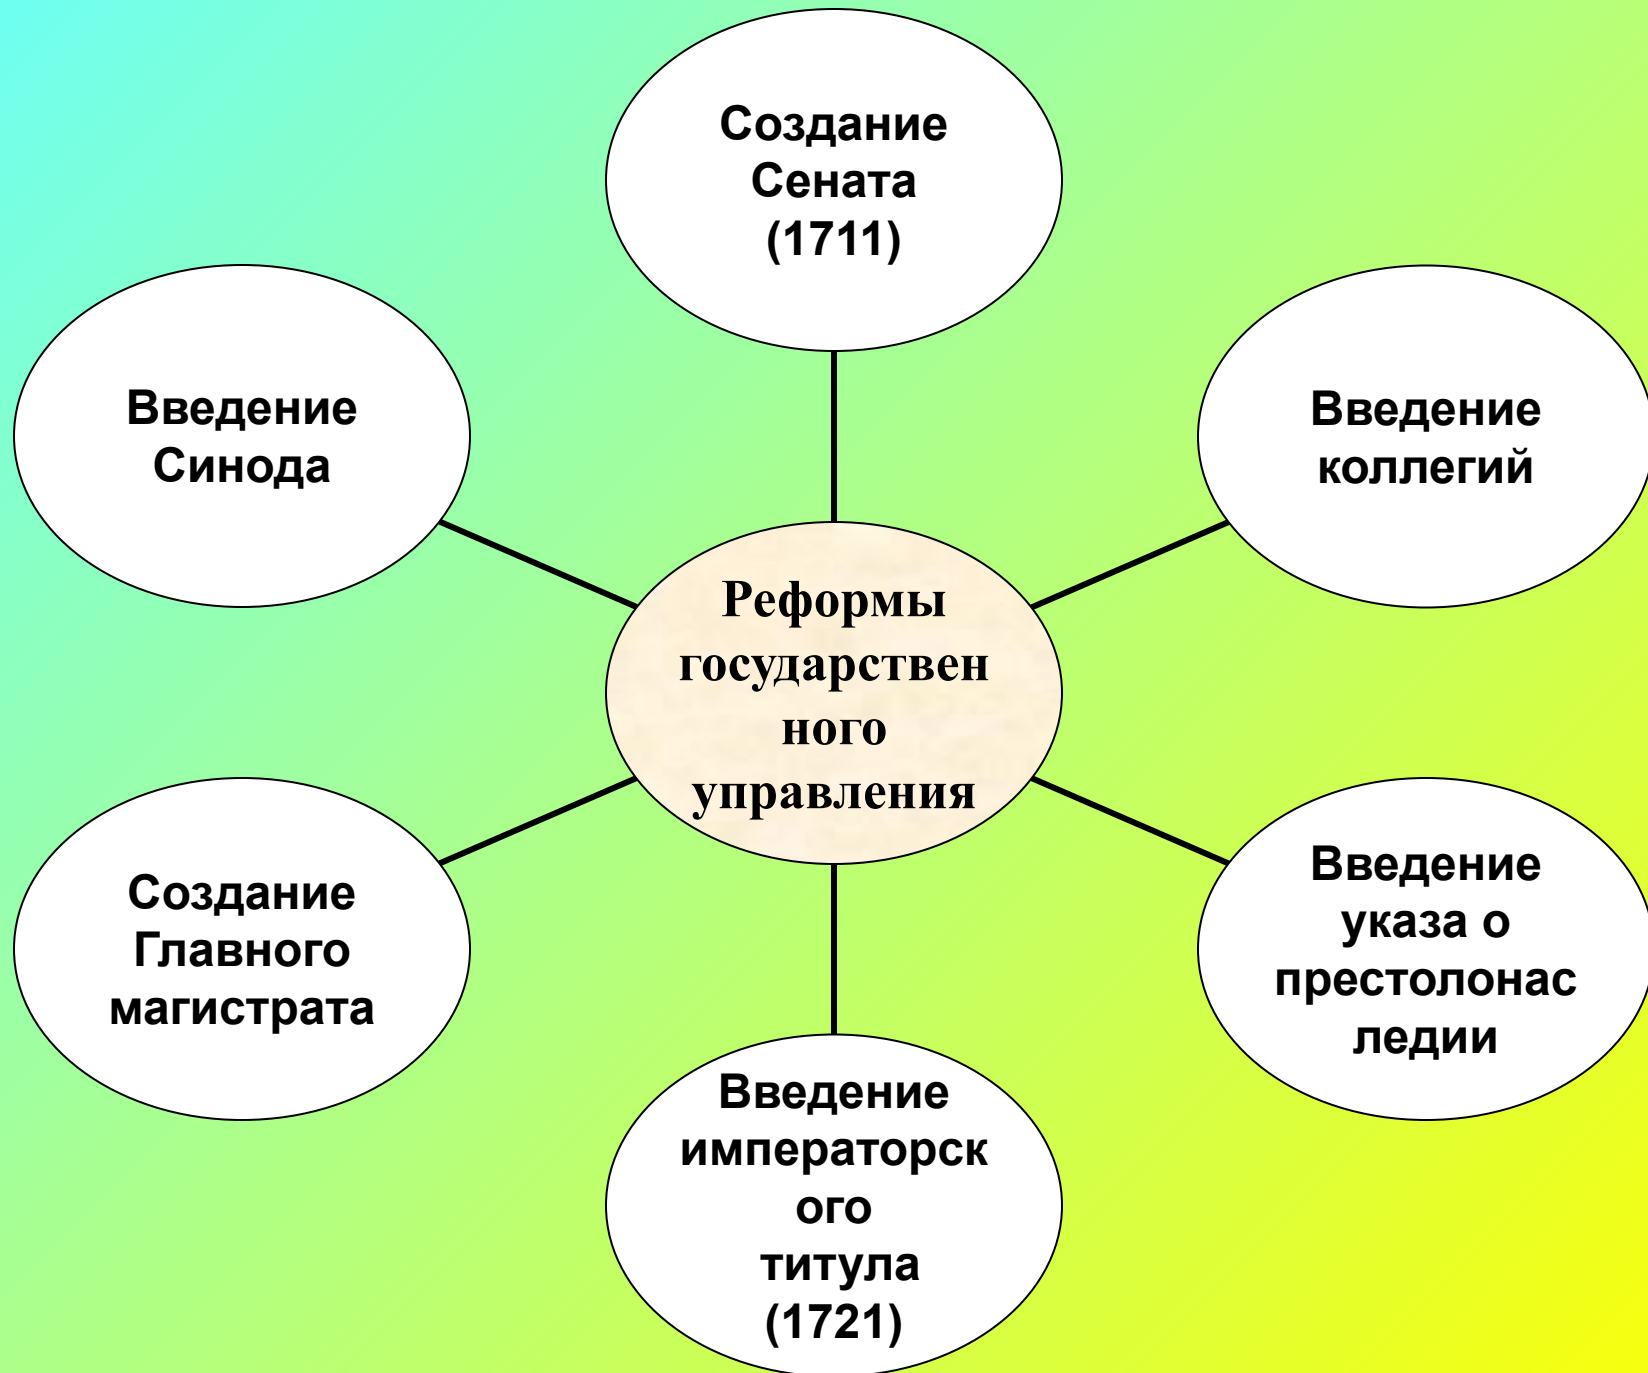 Создание
Сената
(1711)
Введение
Синода
Введение
коллегий
Реформы
государствен
ного
управления
Создание
Главного
магистрата
Введение
указа о
престолонас
ледии
Введение
императорск
ого
титула
(1721)